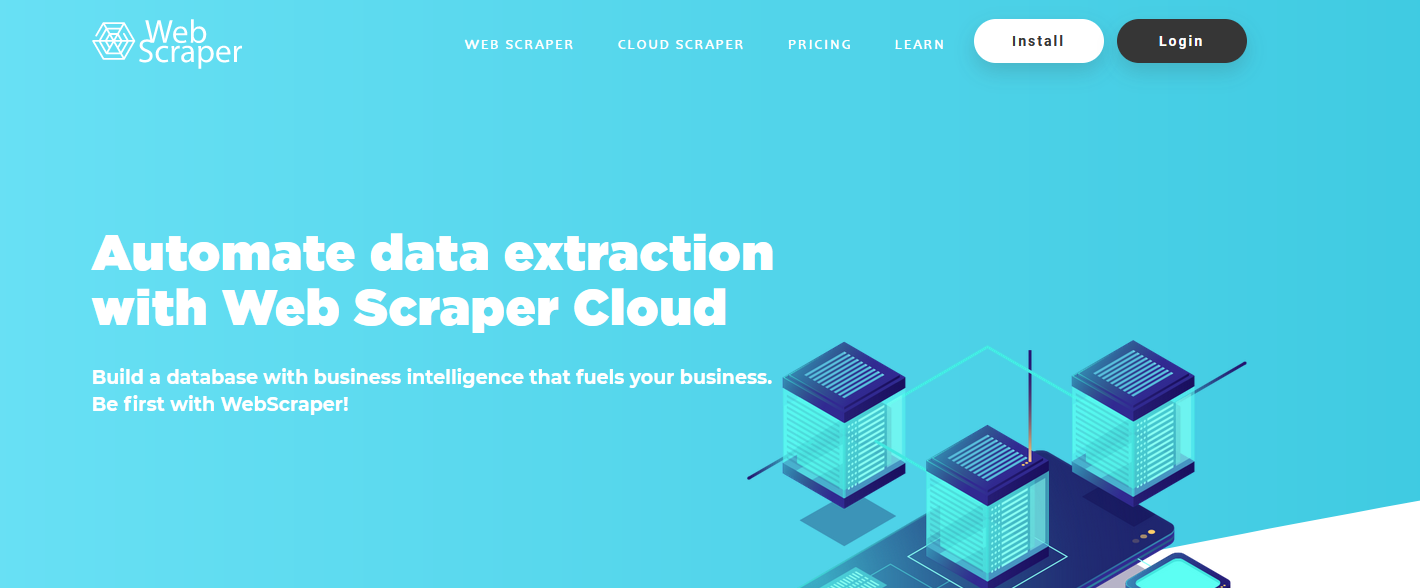 Web
Scraper
WEB SCRAPER
CLOUD SCRAPER
PRICING
LEARN
Install
Login
Automate data extraction
with Web Scraper Cloud
Build a database with business intelligence that fuels your business.
Be first with WebScraper!